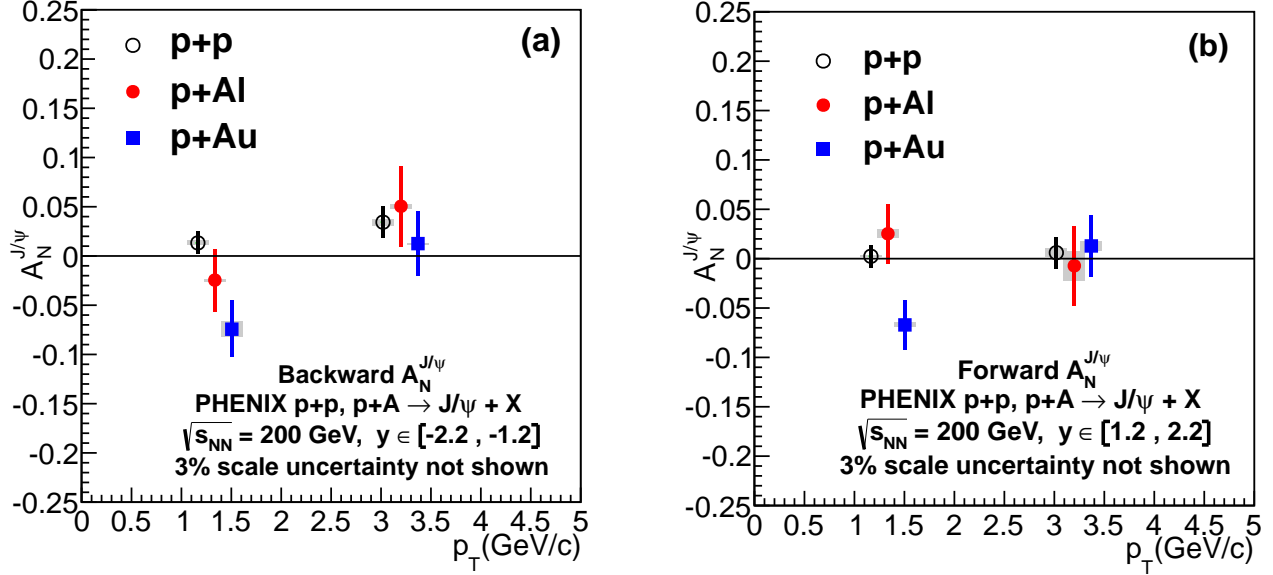 (a)
p+p
p+Al
p+Au
0.25
0.2
0.15
0.1
0.05
0
-0.05
-0.1
-0.15
-0.2
-0.25
A_N^{J/ψ}
Backward A_N^{J/ψ}
PHENIX p+p, p+A → J/ψ + X
√s_{NN} = 200 GeV, y ∈ [-2.2 , -1.2]
3% scale uncertainty not shown
0 0.5 1 1.5 2 2.5 3 3.5 4 4.5 5
p_T(GeV/c)
(b)
p+p
p+Al
p+Au
0.25
0.2
0.15
0.1
0.05
0
-0.05
-0.1
-0.15
-0.2
-0.25
A_N^{J/ψ}
Forward A_N^{J/ψ}
PHENIX p+p, p+A → J/ψ + X
√s_{NN} = 200 GeV, y ∈ [1.2 , 2.2]
3% scale uncertainty not shown
0 0.5 1 1.5 2 2.5 3 3.5 4 4.5 5
p_T(GeV/c)